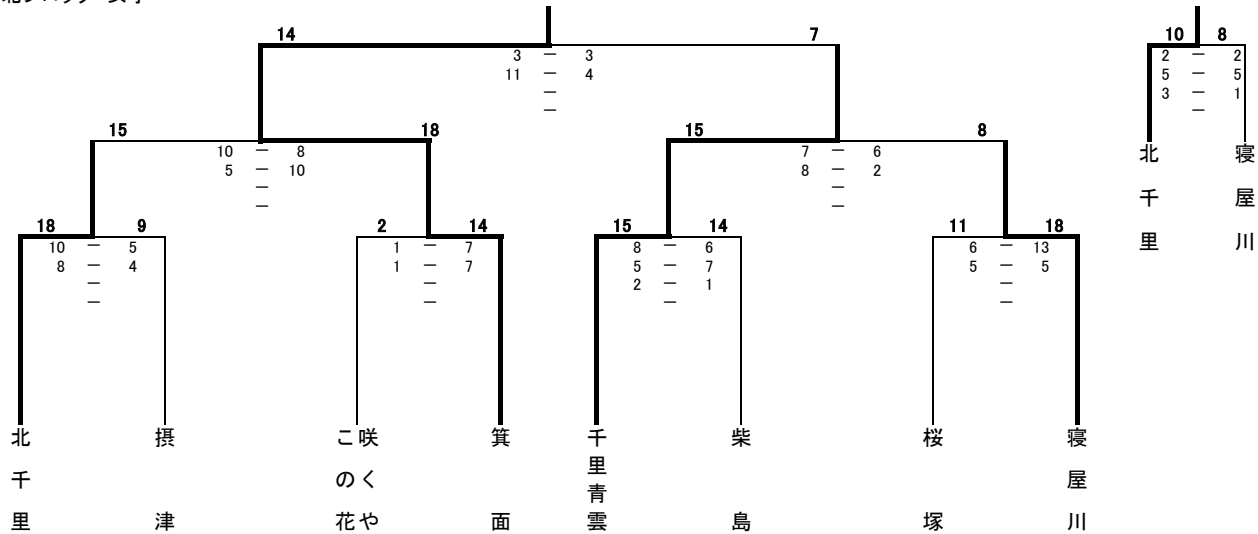 14 7 10 8
3 － 3 2 － 2
11 － 4 5 － 5
－ 3 － 1
－ －
15 18 15 8
10 － 8 7 － 6
5 － 10 8 － 2
－ －
－ －
北千里 寝屋川
18 9 2 14 15 14 11 18
10 － 5 1 － 7 8 － 6 6 － 13
8 － 4 1 － 7 5 － 7 5 － 5
－ － 2 － 1 －
－ － － －
北千里 摂津 咲くや この花 箕面 千里青雲 柴島 桜塚 寝屋川